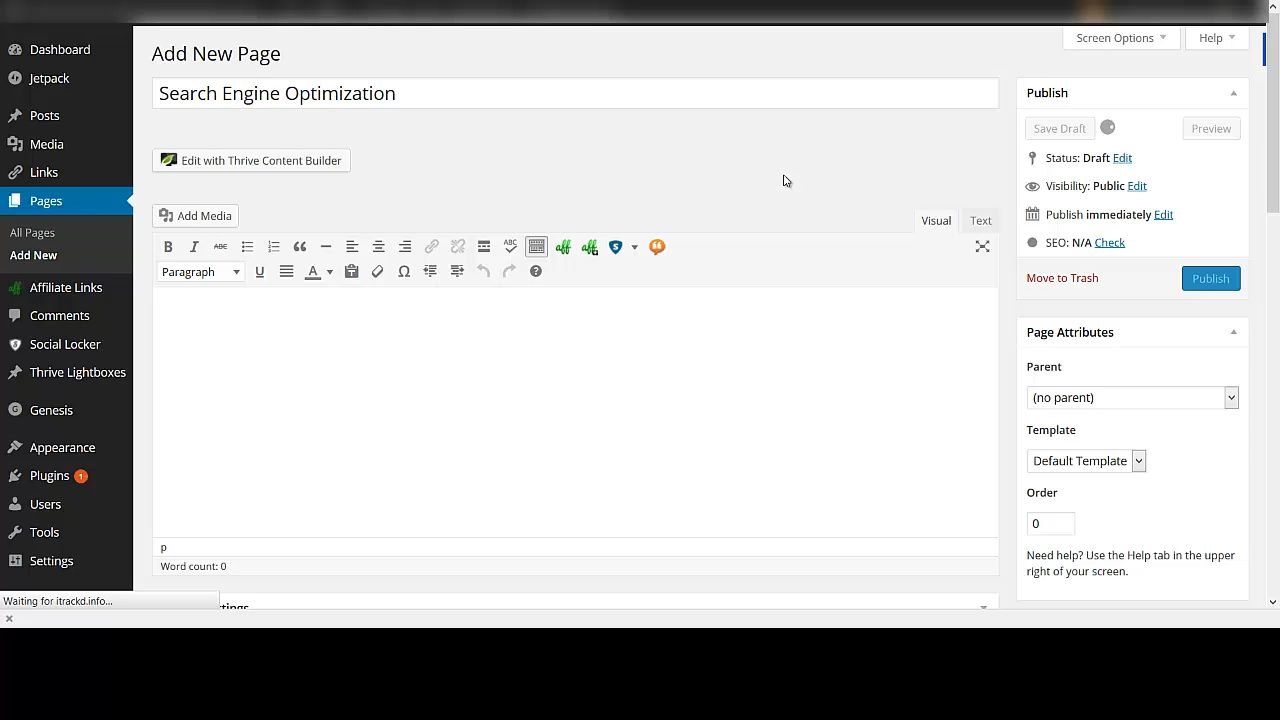 Dashboard
Jetpack
Posts
Media
Links
Pages
All Pages
Add New
Affiliate Links
Comments
Social Locker
Thrive Lightboxes
Genesis
Appearance
Plugins 1
Users
Tools
Settings
Waiting for itrackd.info...
Screen Options
Help
Add New Page
Search Engine Optimization
Edit with Thrive Content Builder
Add Media
Visual
Text
B I ABC
ABC
aff aff
Paragraph
U A
p
Word count: 0
Publish
Save Draft
Preview
Status: Draft Edit
Visibility: Public Edit
Publish immediately Edit
SEO: N/A Check
Move to Trash
Publish
Page Attributes
Parent
(no parent)
Template
Default Template
Order
0
Need help? Use the Help tab in the upper
right of your screen.